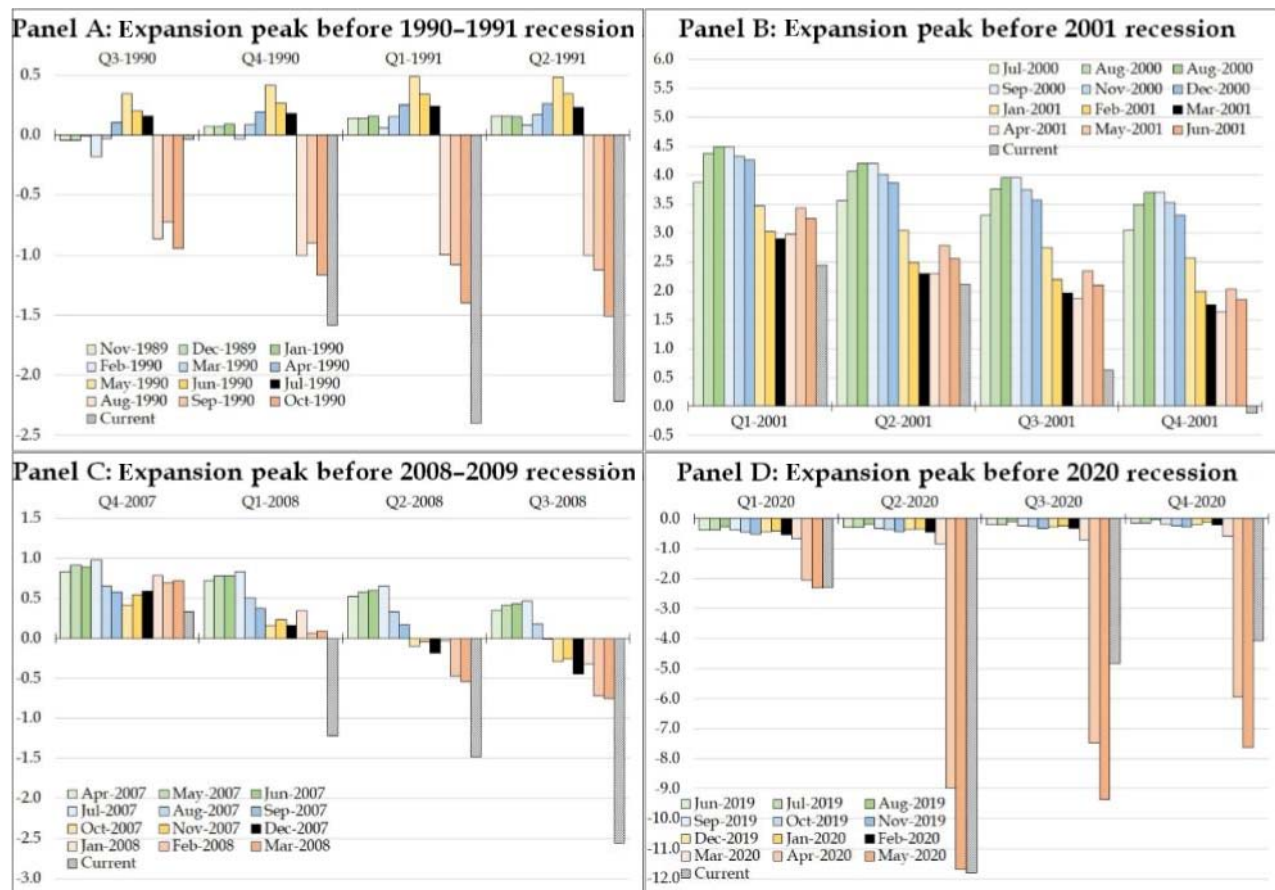 Panel A: Expansion peak before 1990–1991 recession
Q3-1990 Q4-1990 Q1-1991 Q2-1991
0.5
0.0
-0.5
-1.0
-1.5
-2.0
-2.5
Nov-1989 Dec-1989 Jan-1990
Feb-1990 Mar-1990 Apr-1990
May-1990 Jun-1990 Jul-1990
Aug-1990 Sep-1990 Oct-1990
Current
Panel B: Expansion peak before 2001 recession
6.0
5.5
5.0
4.5
4.0
3.5
3.0
2.5
2.0
1.5
1.0
0.5
0.0
-0.5
Jul-2000 Aug-2000 Aug-2000
Sep-2000 Nov-2000 Dec-2000
Jan-2001 Feb-2001 Mar-2001
Apr-2001 May-2001 Jun-2001
Current
Q1-2001 Q2-2001 Q3-2001 Q4-2001
Panel C: Expansion peak before 2008–2009 recession
Q4-2007 Q1-2008 Q2-2008 Q3-2008
1.5
1.0
0.5
0.0
-0.5
-1.0
-1.5
-2.0
-2.5
-3.0
Apr-2007 May-2007 Jun-2007
Jul-2007 Aug-2007 Sep-2007
Oct-2007 Nov-2007 Dec-2007
Jan-2008 Feb-2008 Mar-2008
Current
Panel D: Expansion peak before 2020 recession
Q1-2020 Q2-2020 Q3-2020 Q4-2020
0.0
-1.0
-2.0
-3.0
-4.0
-5.0
-6.0
-7.0
-8.0
-9.0
-10.0
-11.0
-12.0
Jun-2019 Jul-2019 Aug-2019
Sep-2019 Oct-2019 Nov-2019
Dec-2019 Jan-2020 Feb-2020
Mar-2020 Apr-2020 May-2020
Current